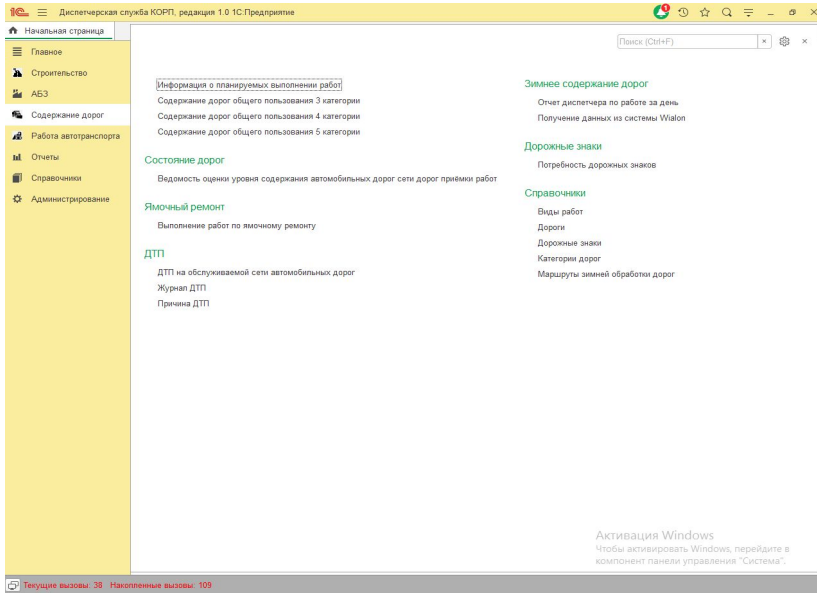 1С Диспетчерская служба КОРП, редакция 1.0 1С:Предприятие
1
Начальная страница
Поиск (Ctrl+F)
Главное
Строительство
АБЗ
Содержание дорог
Работа автотранспорта
Отчеты
Справочники
Администрирование
Информация о планируемых выполнении работ
Содержание дорог общего пользования 3 категории
Содержание дорог общего пользования 4 категории
Содержание дорог общего пользования 5 категории
Состояние дорог
Ведомость оценки уровня содержания автомобильных дорог сети дорог приёмки работ
Ямочный ремонт
Выполнение работ по ямочному ремонту
ДТП
ДТП на обслуживаемой сети автомобильных дорог
Журнал ДТП
Причина ДТП
Зимнее содержание дорог
Отчет диспетчера по работе за день
Получение данных из системы Wialon
Дорожные знаки
Потребность дорожных знаков
Справочники
Виды работ
Дороги
Дорожные знаки
Категории дорог
Маршруты зимней обработки дорог
Активация Windows
Чтобы активировать Windows, перейдите в
компонент панели управления "Система".
Текущие вызовы: 38 Накопленные вызовы: 109